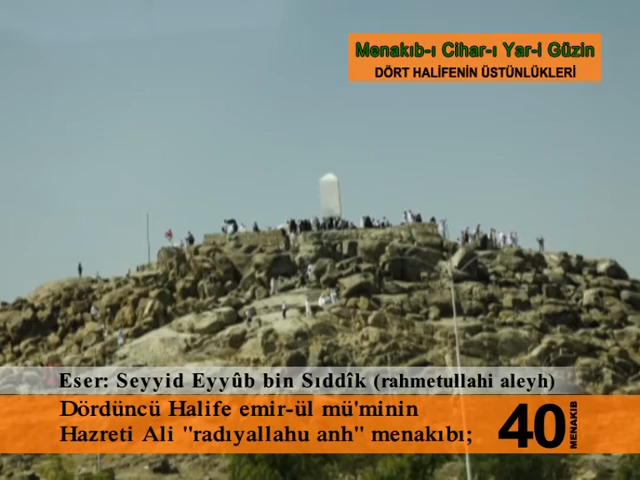 Menakıb-ı Cihar-ı Yar-i Güzin
DÖRT HALİFENİN ÜSTÜNLÜKLERİ
Eser: Seyyid Eyyûb bin Sıddîk (rahmetullahi aleyh)
Dördüncü Halife emir-ül mü'minin
Hazreti Ali "radıyallahu anh" menakıbı;
40
MENAKIB